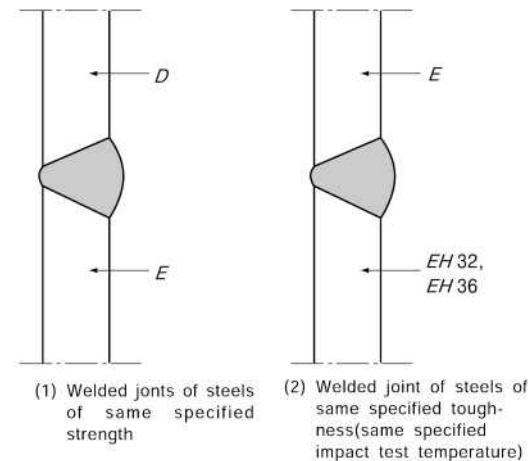 D
E
(1) Welded jonts of steels
of same specified
strength
E
EH 32,
EH 36
(2) Welded joint of steels of
same specified tough-
ness(same specified
impact test temperature)